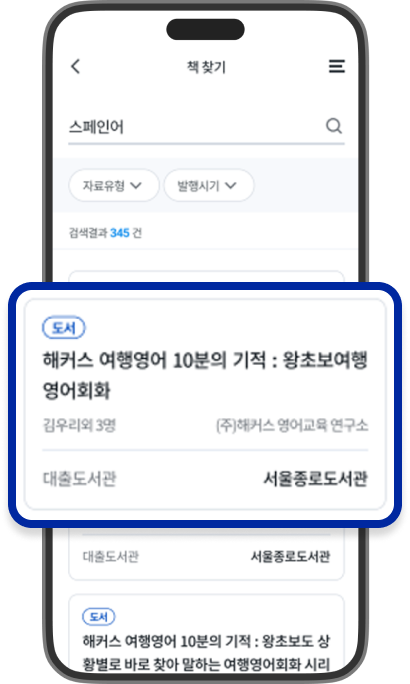 책 찾기
스페인어
자료유형
발행시기
검색결과 345 건
도서
해커스 여행영어 10분의 기적 : 왕초보여행
영어회화
김우리외 3명
(주)해커스 영어교육 연구소
대출도서관
서울종로도서관
대출도서관
서울종로도서관
도서
해커스 여행영어 10분의 기적 : 왕초보도 상
황별로 바로 찾아 말하는 여행영어회화 시리